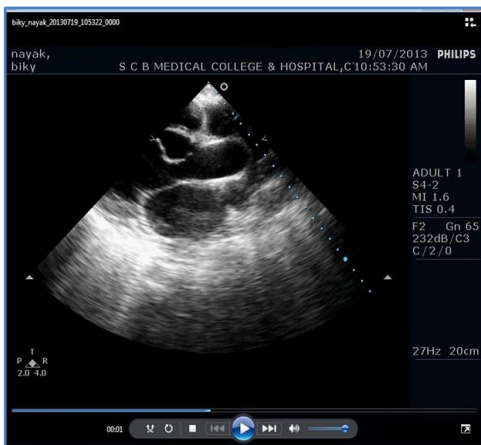 biky_nayak_20130719_105322_0000
nayak, 19/07/2013 PHILIPS
biky S C B MEDICAL COLLEGE & HOSPITAL,C'10:53:30 AM
ADULT 1
S4-2
MI 1.6
TIS 0.4
F2 Gn 65
232dB/C3
C/2/0
27Hz 20cm
T
P R
2.0 4.0
00:01